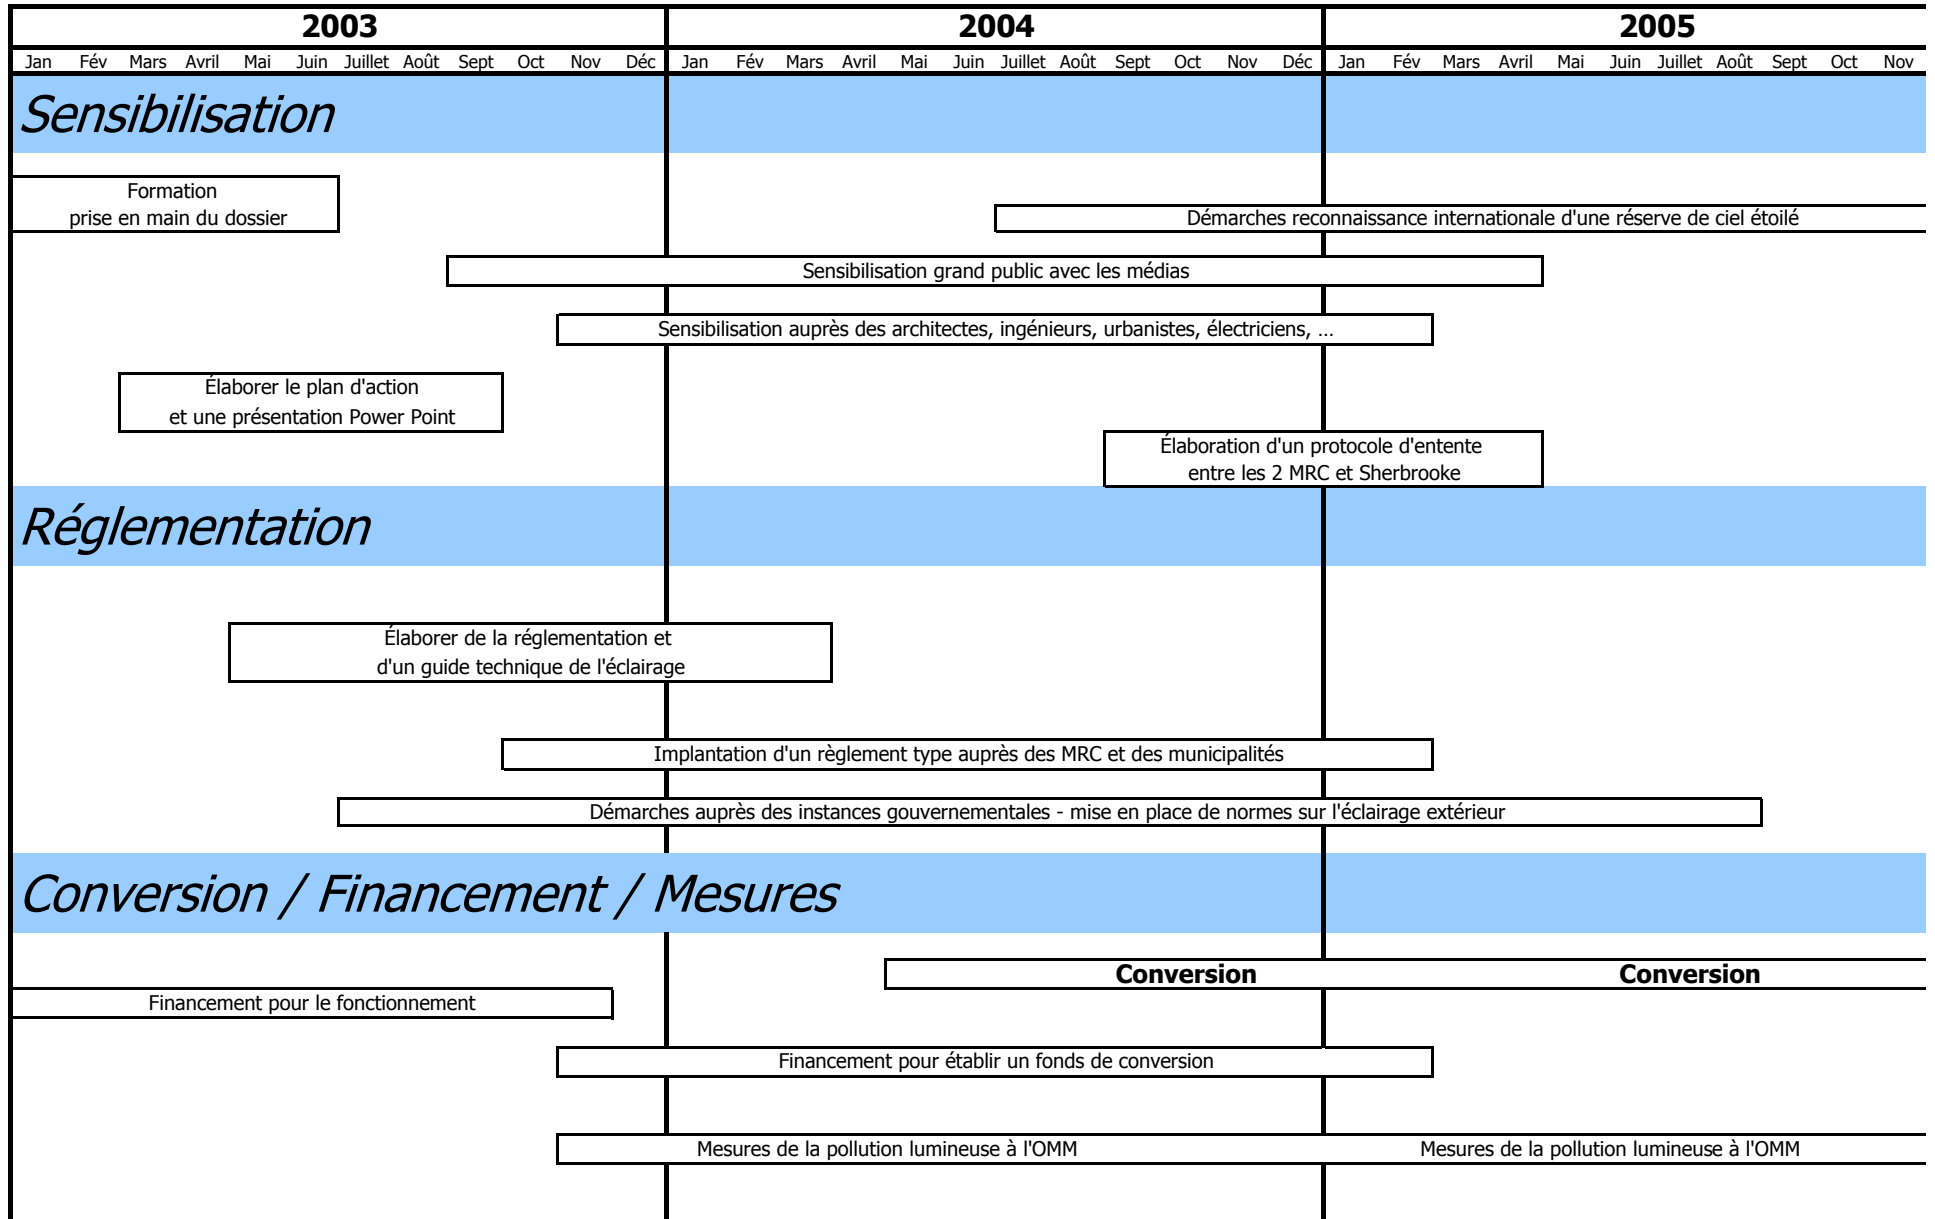 2003 2004 2005
Jan Fév Mars Avril Mai Juin Juillet Août Sept Oct Nov Déc Jan Fév Mars Avril Mai Juin Juillet Août Sept Oct Nov Déc Jan Fév Mars Avril Mai Juin Juillet Août Sept Oct Nov
Sensibilisation
Formation
prise en main du dossier
Démarches reconnaissance internationale d'une réserve de ciel étoilé
Sensibilisation grand public avec les médias
Sensibilisation auprès des architectes, ingénieurs, urbanistes, électriciens, ...
Élaborer le plan d'action
et une présentation Power Point
Élaboration d'un protocole d'entente
entre les 2 MRC et Sherbrooke
Réglementation
Élaborer de la réglementation et
d'un guide technique de l'éclairage
Implantation d'un règlement type auprès des MRC et des municipalités
Démarches auprès des instances gouvernementales - mise en place de normes sur l'éclairage extérieur
Conversion / Financement / Mesures
Conversion Conversion
Financement pour le fonctionnement
Financement pour établir un fonds de conversion
Mesures de la pollution lumineuse à l'OMM Mesures de la pollution lumineuse à l'OMM